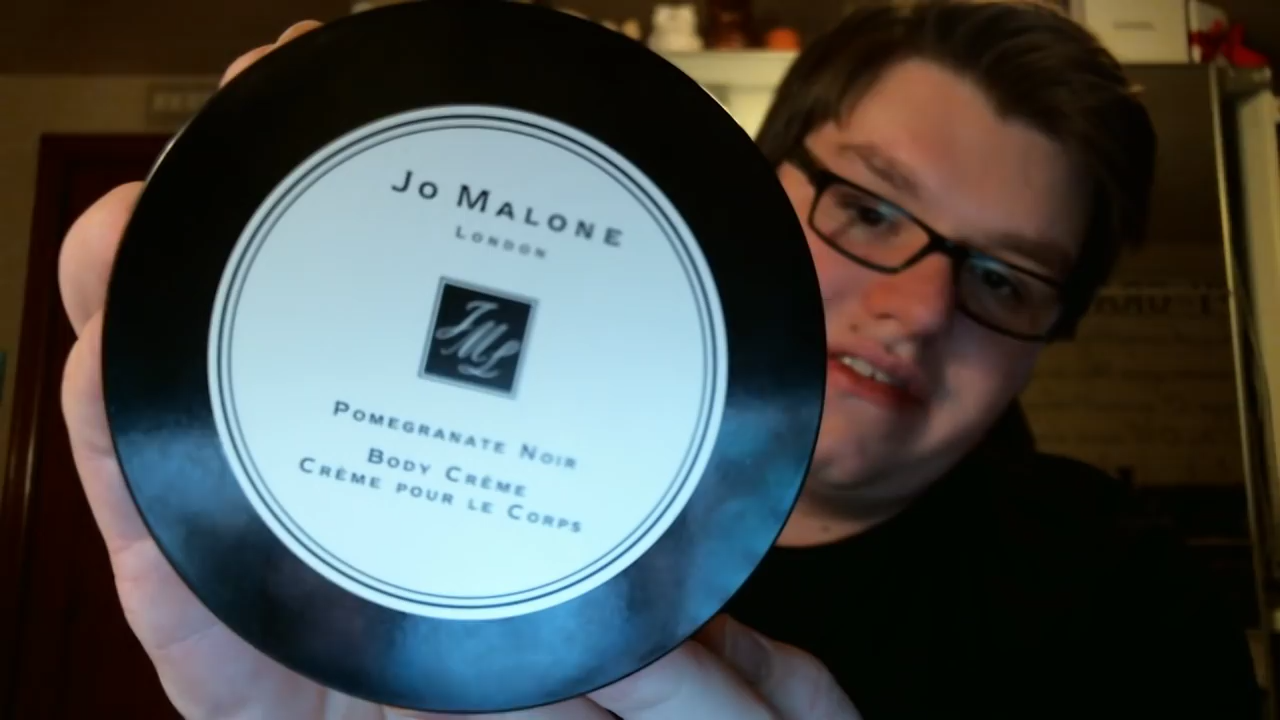 Jo Malone
London
JML
Pomegranate Noir
Body Crème
Crème pour le Corps